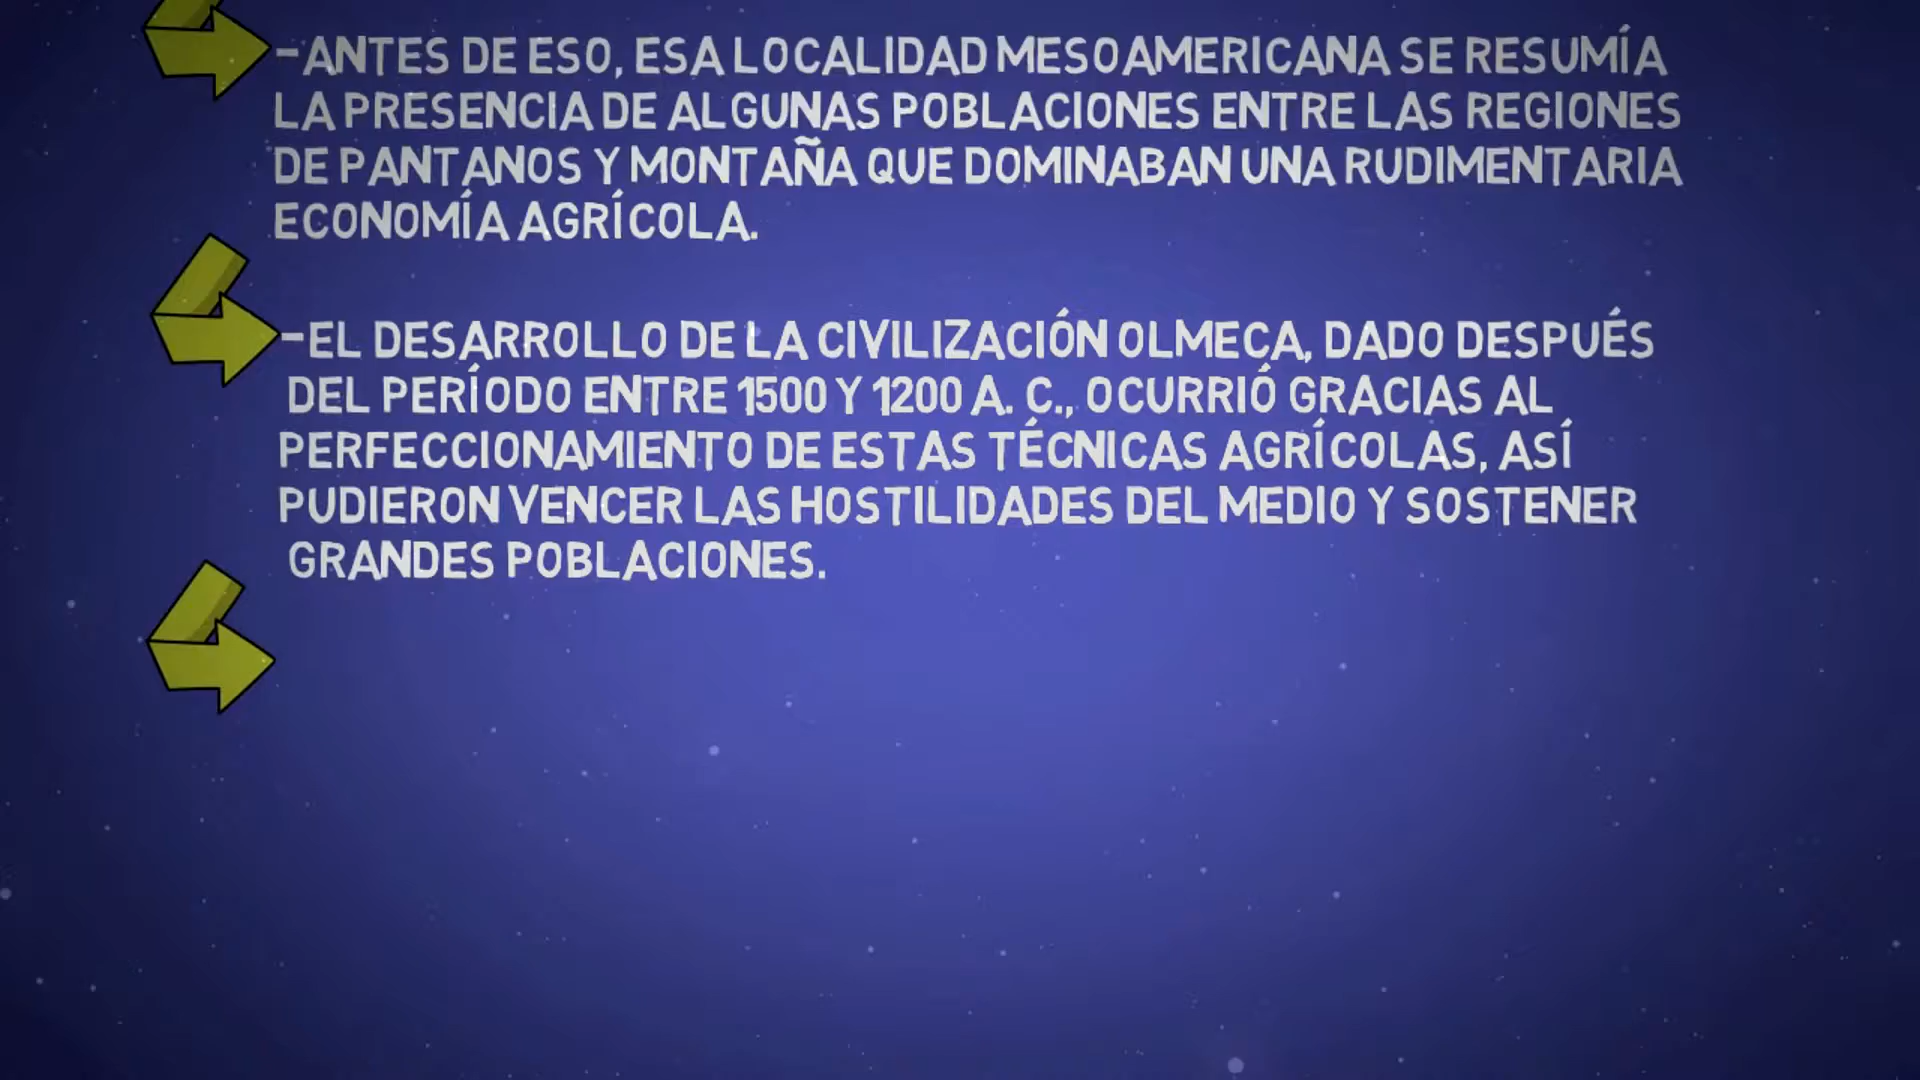 -ANTES DE ESO, ESA LOCALIDAD MESOAMERICANA SE RESUMÍA
LA PRESENCIA DE ALGUNAS POBLACIONES ENTRE LAS REGIONES
DE PANTANOS Y MONTAÑA QUE DOMINABAN UNA RUDIMENTARIA
ECONOMÍA AGRÍCOLA.
-EL DESARROLLO DE LA CIVILIZACIÓN OLMECA, DADO DESPUÉS
DEL PERÍODO ENTRE 1500 Y 1200 A. C., OCURRIÓ GRACIAS AL
PERFECCIONAMIENTO DE ESTAS TÉCNICAS AGRÍCOLAS, ASÍ
PUDIERON VENCER LAS HOSTILIDADES DEL MEDIO Y SOSTENER
GRANDES POBLACIONES.